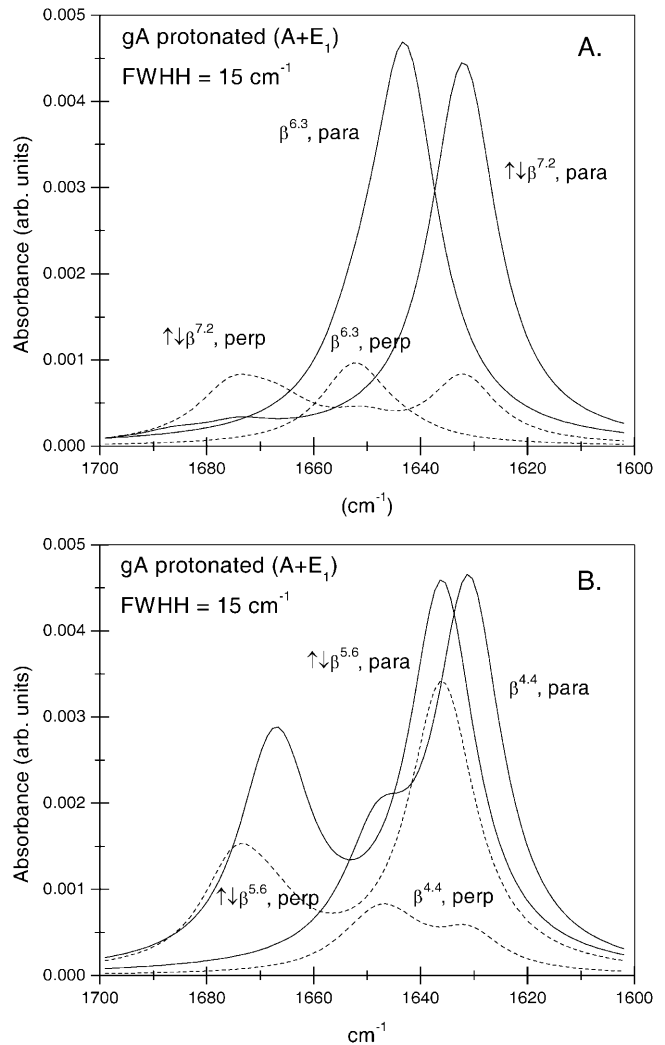 0.005
gA protonated (A+E₁)
A.
FWHH = 15 cm⁻¹
0.004
β⁶·³, para
↑↓β⁷·², para
0.003
0.002
↑↓β⁷·², perp
β⁶·³, perp
0.001
0.000
1700 1680 1660 1640 1620 1600
(cm⁻¹)
Absorbance (arb. units)
0.005
gA protonated (A+E₁)
B.
FWHH = 15 cm⁻¹
0.004
↑↓β⁵·⁶, para
β⁴·⁴, para
0.003
0.002
↑↓β⁵·⁶, perp
β⁴·⁴, perp
0.001
0.000
1700 1680 1660 1640 1620 1600
cm⁻¹
Absorbance (arb. units)